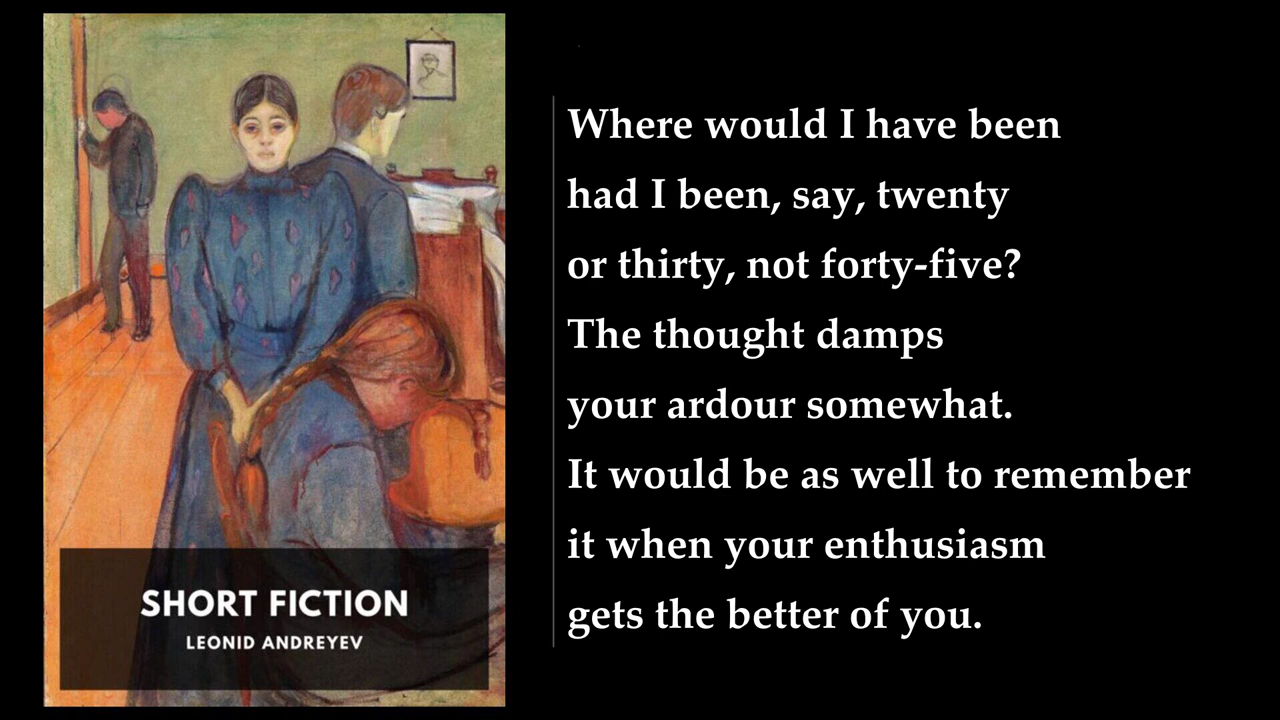 SHORT FICTION
LEONID ANDREYEV
Where would I have been
had I been, say, twenty
or thirty, not forty-five?
The thought damps
your ardour somewhat.
It would be as well to remember
it when your enthusiasm
gets the better of you.